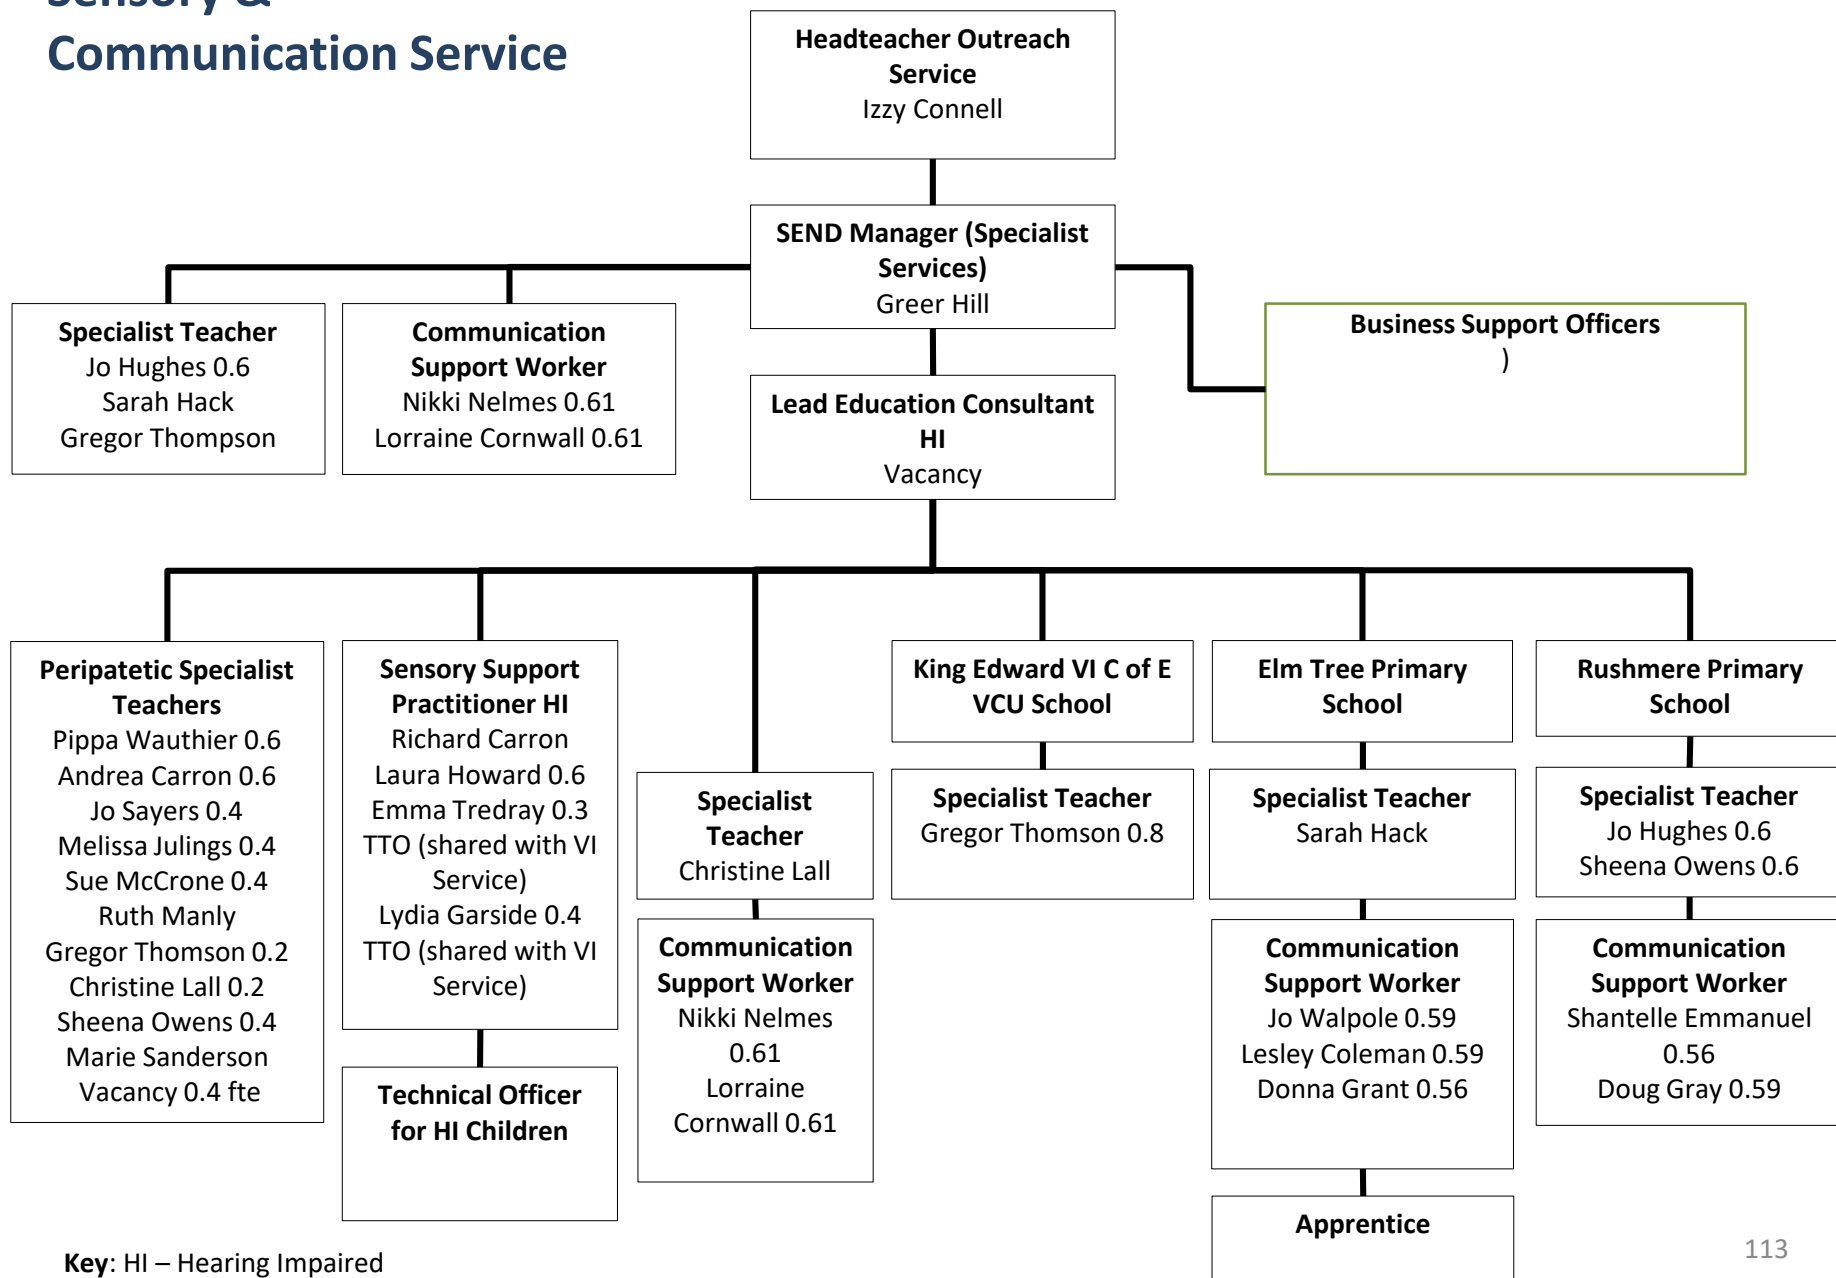 Sensory &
Communication Service
Headteacher Outreach
Service
Izzy Connell
SEND Manager (Specialist
Services)
Greer Hill
Specialist Teacher
Jo Hughes 0.6
Sarah Hack
Gregor Thompson
Communication
Support Worker
Nikki Nelmes 0.61
Lorraine Cornwall 0.61
Business Support Officers
)
Lead Education Consultant
HI
Vacancy
Peripatetic Specialist
Teachers
Pippa Wauthier 0.6
Andrea Carron 0.6
Jo Sayers 0.4
Melissa Julings 0.4
Sue McCrone 0.4
Ruth Manly
Gregor Thomson 0.2
Christine Lall 0.2
Sheena Owens 0.4
Marie Sanderson
Vacancy 0.4 fte
Sensory Support
Practitioner HI
Richard Carron
Laura Howard 0.6
Emma Tredray 0.3
TTO (shared with VI
Service)
Lydia Garside 0.4
TTO (shared with VI
Service)
Technical Officer
for HI Children
Specialist
Teacher
Christine Lall
Communication
Support Worker
Nikki Nelmes
0.61
Lorraine
Cornwall 0.61
King Edward VI C of E
VCU School
Specialist Teacher
Gregor Thomson 0.8
Elm Tree Primary
School
Specialist Teacher
Sarah Hack
Communication
Support Worker
Jo Walpole 0.59
Lesley Coleman 0.59
Donna Grant 0.56
Apprentice
Rushmere Primary
School
Specialist Teacher
Jo Hughes 0.6
Sheena Owens 0.6
Communication
Support Worker
Shantelle Emmanuel
0.56
Doug Gray 0.59
Key: HI – Hearing Impaired
113